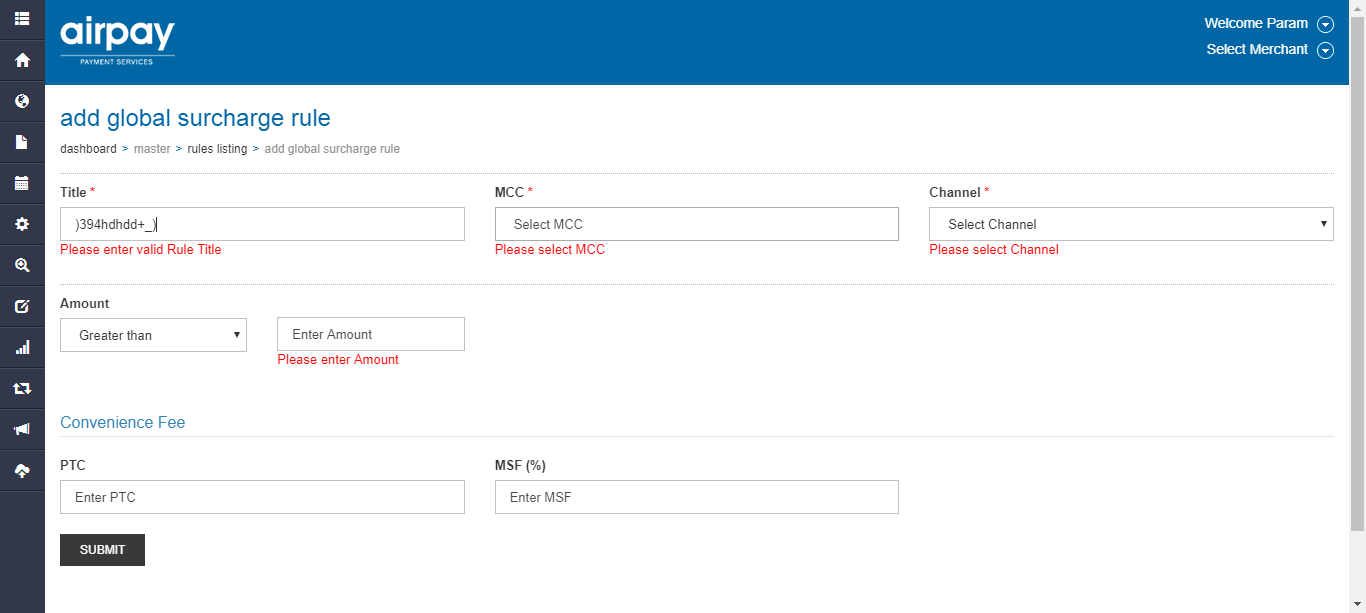 airpay
PAYMENT SERVICES
Welcome Param
Select Merchant
add global surcharge rule
dashboard > master > rules listing > add global surcharge rule
Title * MCC * Channel *
)394hdhdd+_) Select MCC Select Channel
Please enter valid Rule Title Please select MCC Please select Channel
Amount
Greater than Enter Amount
Please enter Amount
Convenience Fee
PTC MSF (%)
Enter PTC Enter MSF
SUBMIT